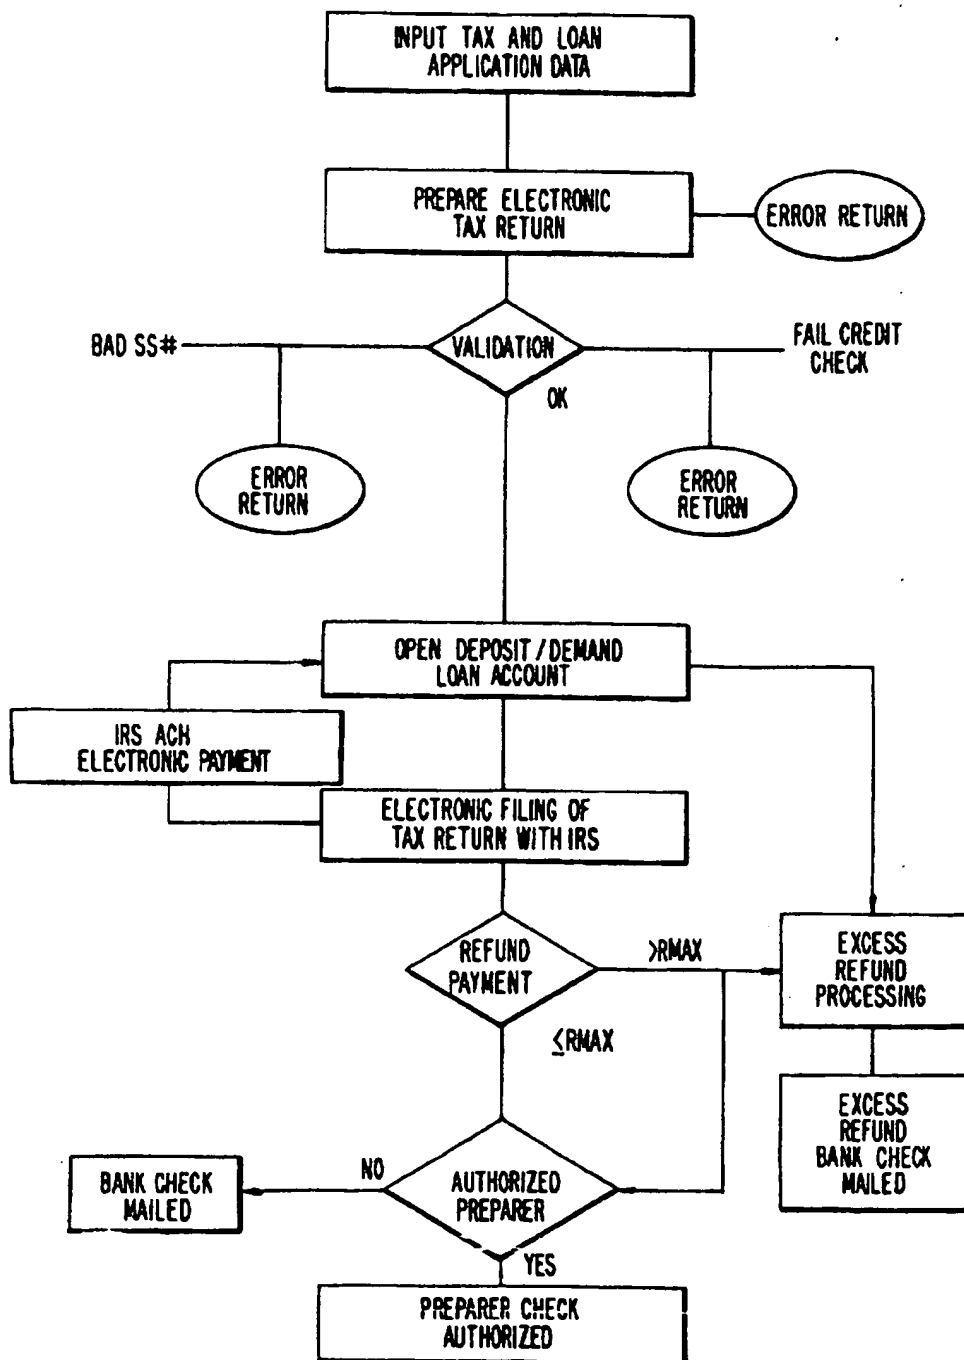 INPUT TAX AND LOAN
APPLICATION DATA
PREPARE ELECTRONIC
TAX RETURN
ERROR RETURN
BAD SS#
VALIDATION
FAIL CREDIT
CHECK
OK
ERROR
RETURN
ERROR
RETURN
OPEN DEPOSIT/DEMAND
LOAN ACCOUNT
IRS ACH
ELECTRONIC PAYMENT
ELECTRONIC FILING OF
TAX RETURN WITH IRS
REFUND
PAYMENT
>RMAX
EXCESS
REFUND
PROCESSING
≤RMAX
EXCESS
REFUND
BANK CHECK
MAILED
NO
BANK CHECK
MAILED
AUTHORIZED
PREPARER
YES
PREPARER CHECK
AUTHORIZED